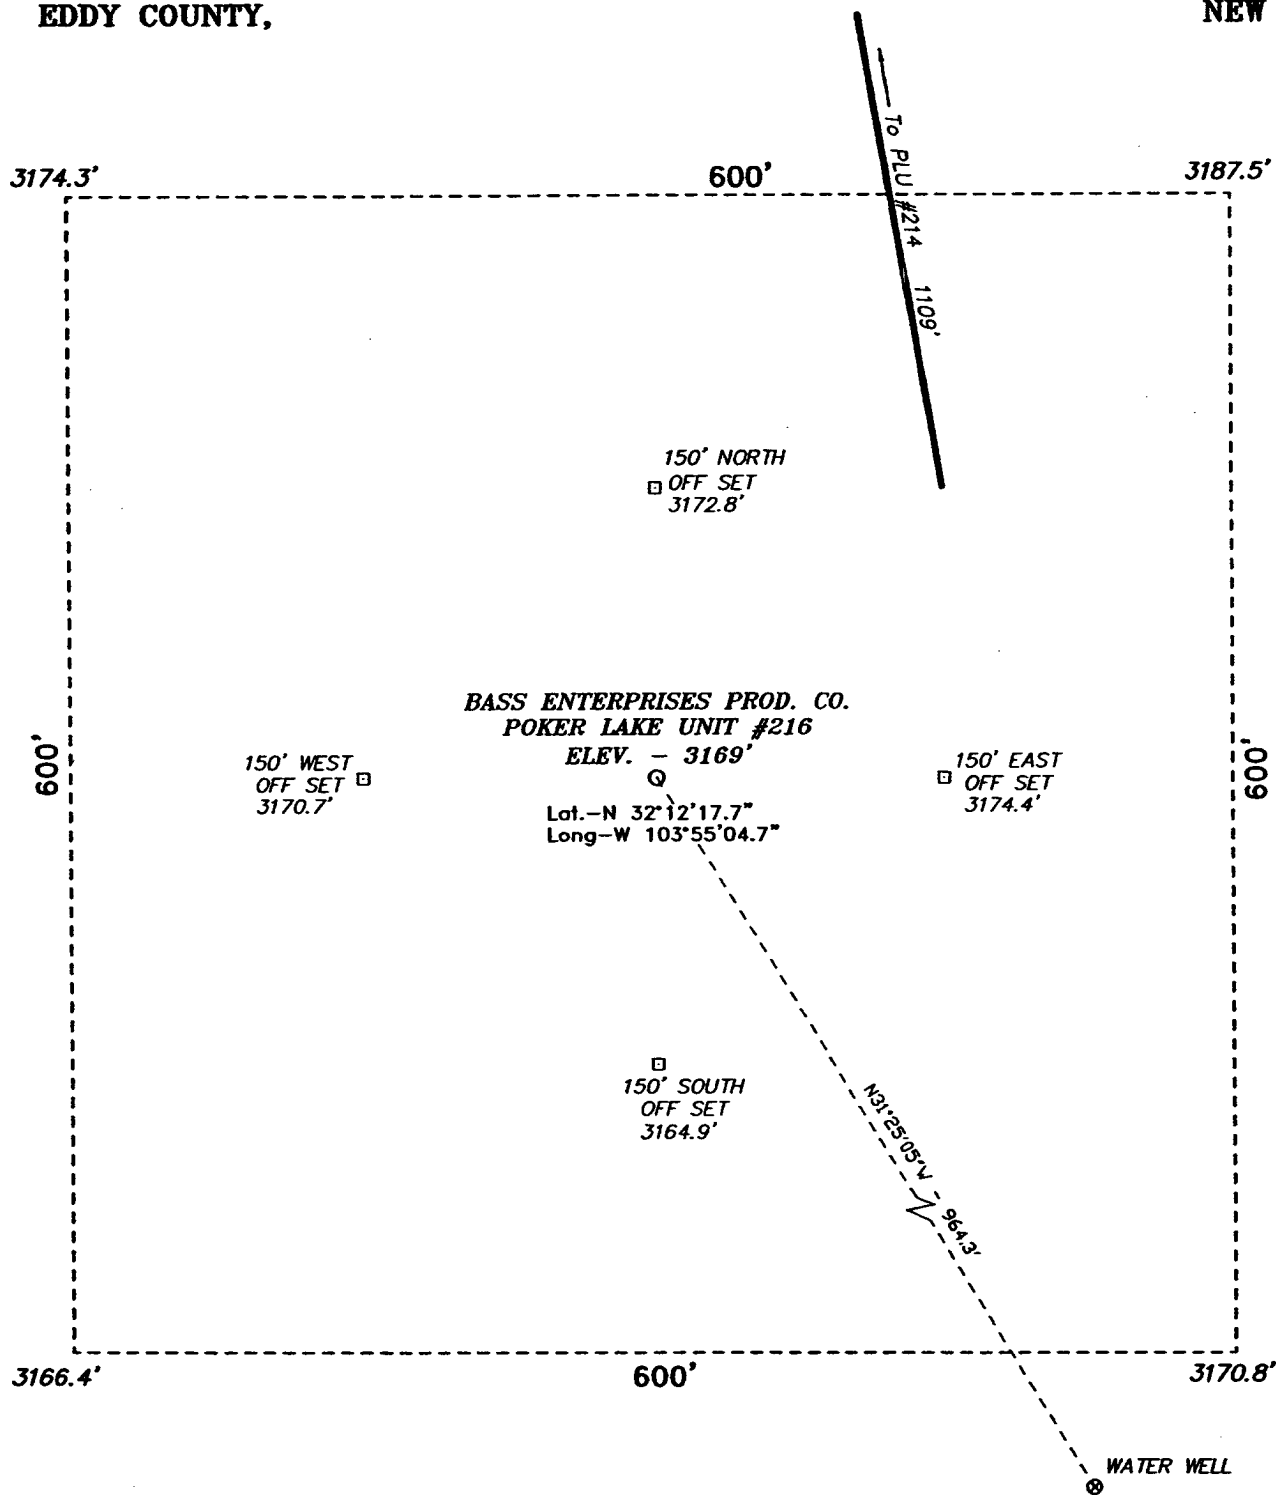 EDDY COUNTY,
NEW
To PLU #214 1109'
3174.3'
600'
3187.5'
150' NORTH
OFF SET
3172.8'
BASS ENTERPRISES PROD. CO.
POKER LAKE UNIT #216
ELEV. - 3169'
Lat.-N 32°12'17.7"
Long-W 103°55'04.7"
600'
150' WEST
OFF SET
3170.7'
150' EAST
OFF SET
3174.4'
600'
150' SOUTH
OFF SET
3164.9'
N31°25'05"W - 964.3'
3166.4'
600'
3170.8'
WATER WELL